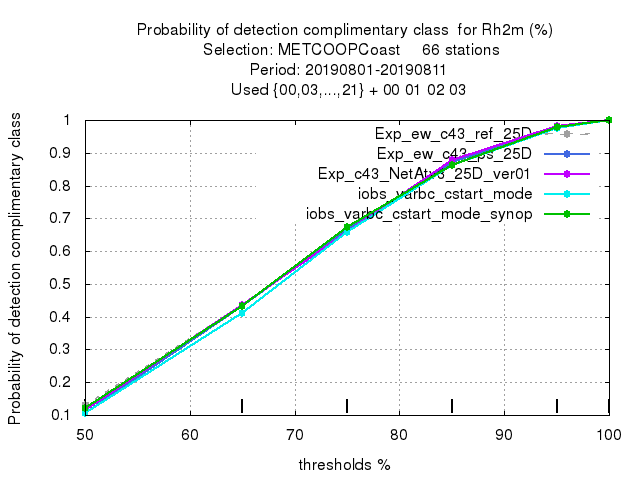 Probability of detection complimentary class  for Rh2m (%)
Selection: METCOOPCoast     66 stations
Period: 20190801-20190811
Used {00,03,...,21} + 00 01 02 03
Probability of detection complimentary class
1
0.9
0.8
0.7
0.6
0.5
0.4
0.3
0.2
0.1
Exp_ew_c43_ref_25D
Exp_ew_c43_ps_25D
Exp_c43_NetAtv3_25D_ver01
iobs_varbc_cstart_mode
iobs_varbc_cstart_mode_synop
50
60
70
80
90
100
thresholds %